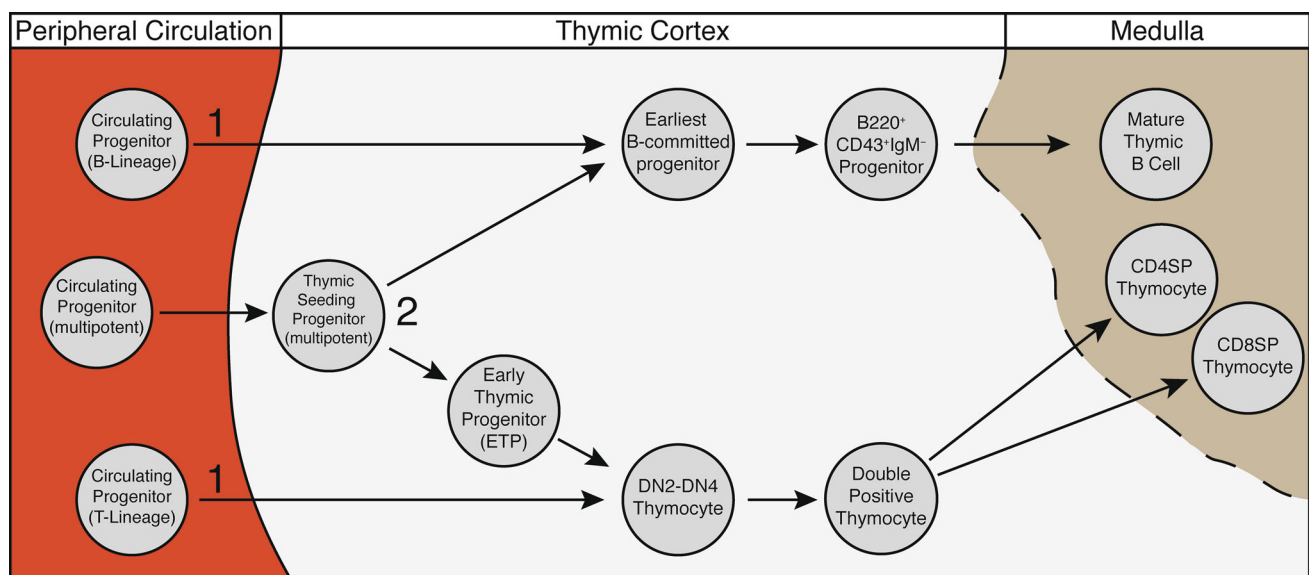 Peripheral Circulation
Thymic Cortex
Medulla
Circulating
Progenitor
(B-Lineage)
1
Earliest
B-committed
progenitor
B220⁺
CD43⁺IgM⁻
Progenitor
Mature
Thymic
B Cell
Circulating
Progenitor
(multipotent)
Thymic
Seeding
Progenitor
(multipotent)
2
CD4SP
Thymocyte
CD8SP
Thymocyte
Early
Thymic
Progenitor
(ETP)
Circulating
Progenitor
(T-Lineage)
1
DN2-DN4
Thymocyte
Double
Positive
Thymocyte